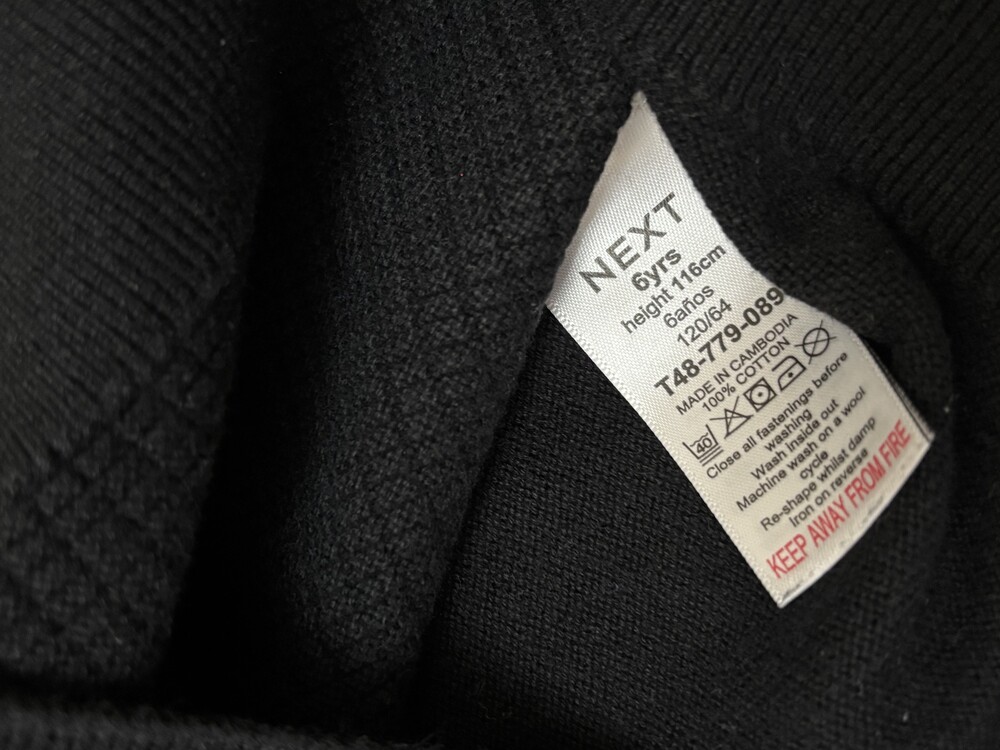 NEXT
6yrs
height 116cm
6años
120/64
T48-779-089
MADE IN CAMBODIA
100% COTTON
40
Close all fastenings before
washing
Wash inside out
Machine wash on a wool
cycle
Re-shape whilst damp
Iron on reverse
KEEP AWAY FROM FIRE